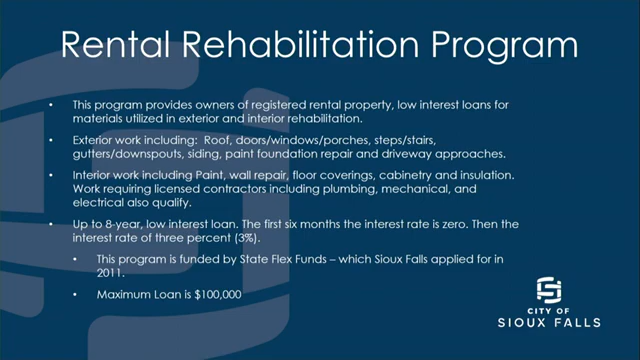 Rental Rehabilitation Program
• This program provides owners of registered rental property, low interest loans for
materials utilized in exterior and interior rehabilitation.
• Exterior work including: Roof, doors/windows/porches, steps/stairs,
gutters/downspouts, siding, paint foundation repair and driveway approaches.
• Interior work including Paint, wall repair, floor coverings, cabinetry and insulation.
Work requiring licensed contractors including plumbing, mechanical, and
electrical also qualify.
• Up to 8-year, low interest loan. The first six months the interest rate is zero. Then the
interest rate of three percent (3%).
• This program is funded by State Flex Funds – which Sioux Falls applied for in
2011.
• Maximum Loan is $100,000
CITY OF
SIOUX FALLS